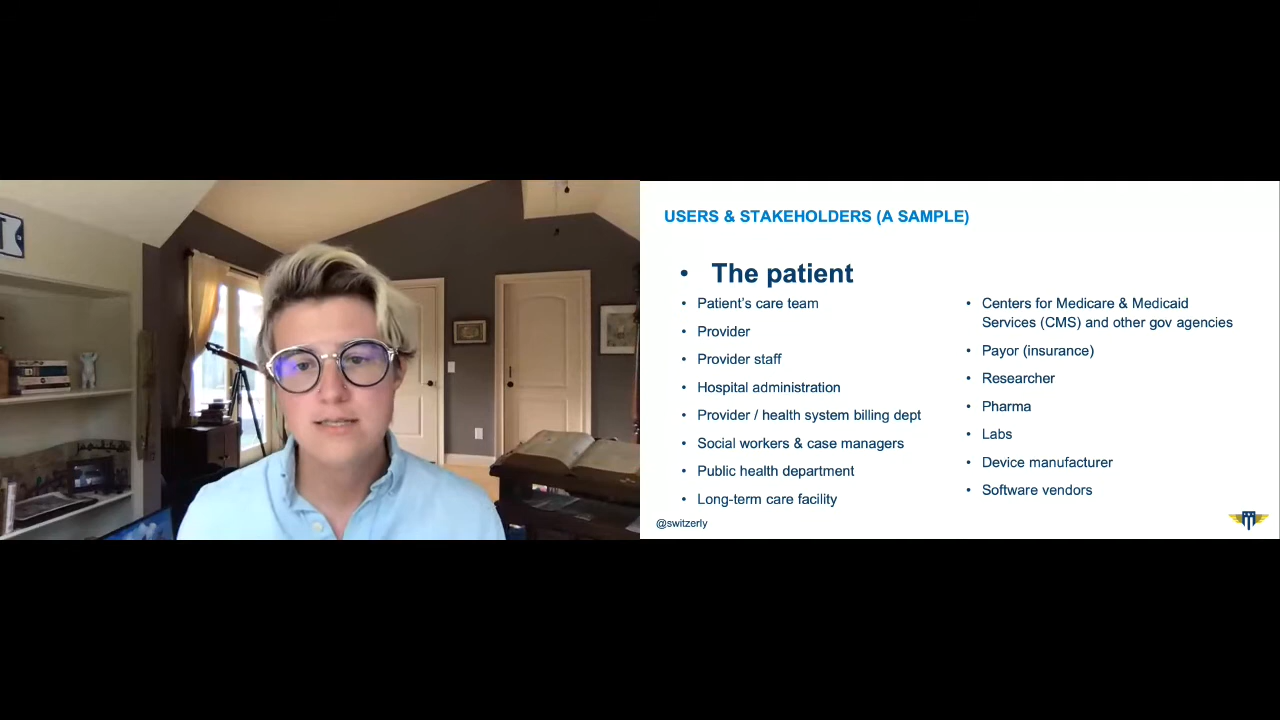 USERS & STAKEHOLDERS (A SAMPLE)
• The patient
• Patient's care team
• Provider
• Provider staff
• Hospital administration
• Provider / health system billing dept
• Social workers & case managers
• Public health department
• Long-term care facility
• Centers for Medicare & Medicaid
Services (CMS) and other gov agencies
• Payor (insurance)
• Researcher
• Pharma
• Labs
• Device manufacturer
• Software vendors
@switzerly